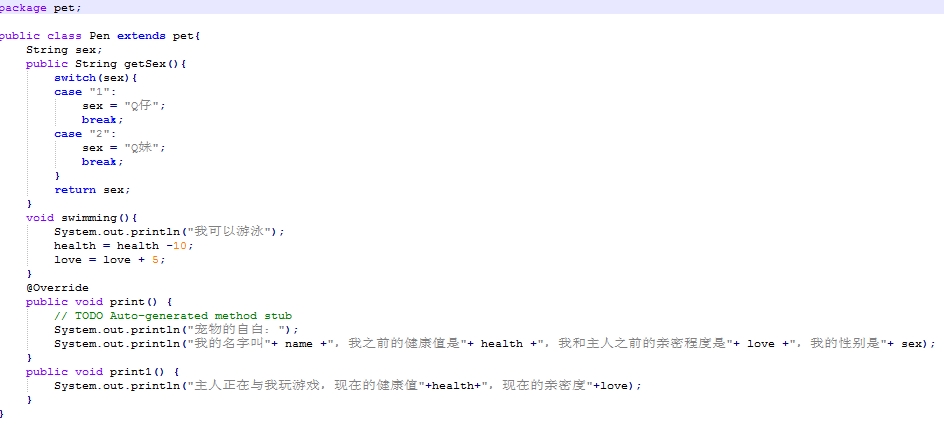 package pet;
public class Pen extends pet{
    String sex;
    public String getSex(){
        switch(sex){
        case "1":
            sex = "Q仔";
            break;
        case "2":
            sex = "Q妹";
            break;
        }
        return sex;
    }
    void swimming(){
        System.out.println("我可以游泳");
        health = health -10;
        love = love + 5;
    }
    @Override
    public void print() {
        // TODO Auto-generated method stub
        System.out.println("宠物的自白：");
        System.out.println("我的名字叫"+ name +"，我之前的健康值是"+ health +"，我和主人之前的亲密程度是"+ love +"，我的性别是"+ sex);
    }
    public void print1() {
        System.out.println("主人正在与我玩游戏，现在的健康值"+health+"，现在的亲密度"+love);
    }
}